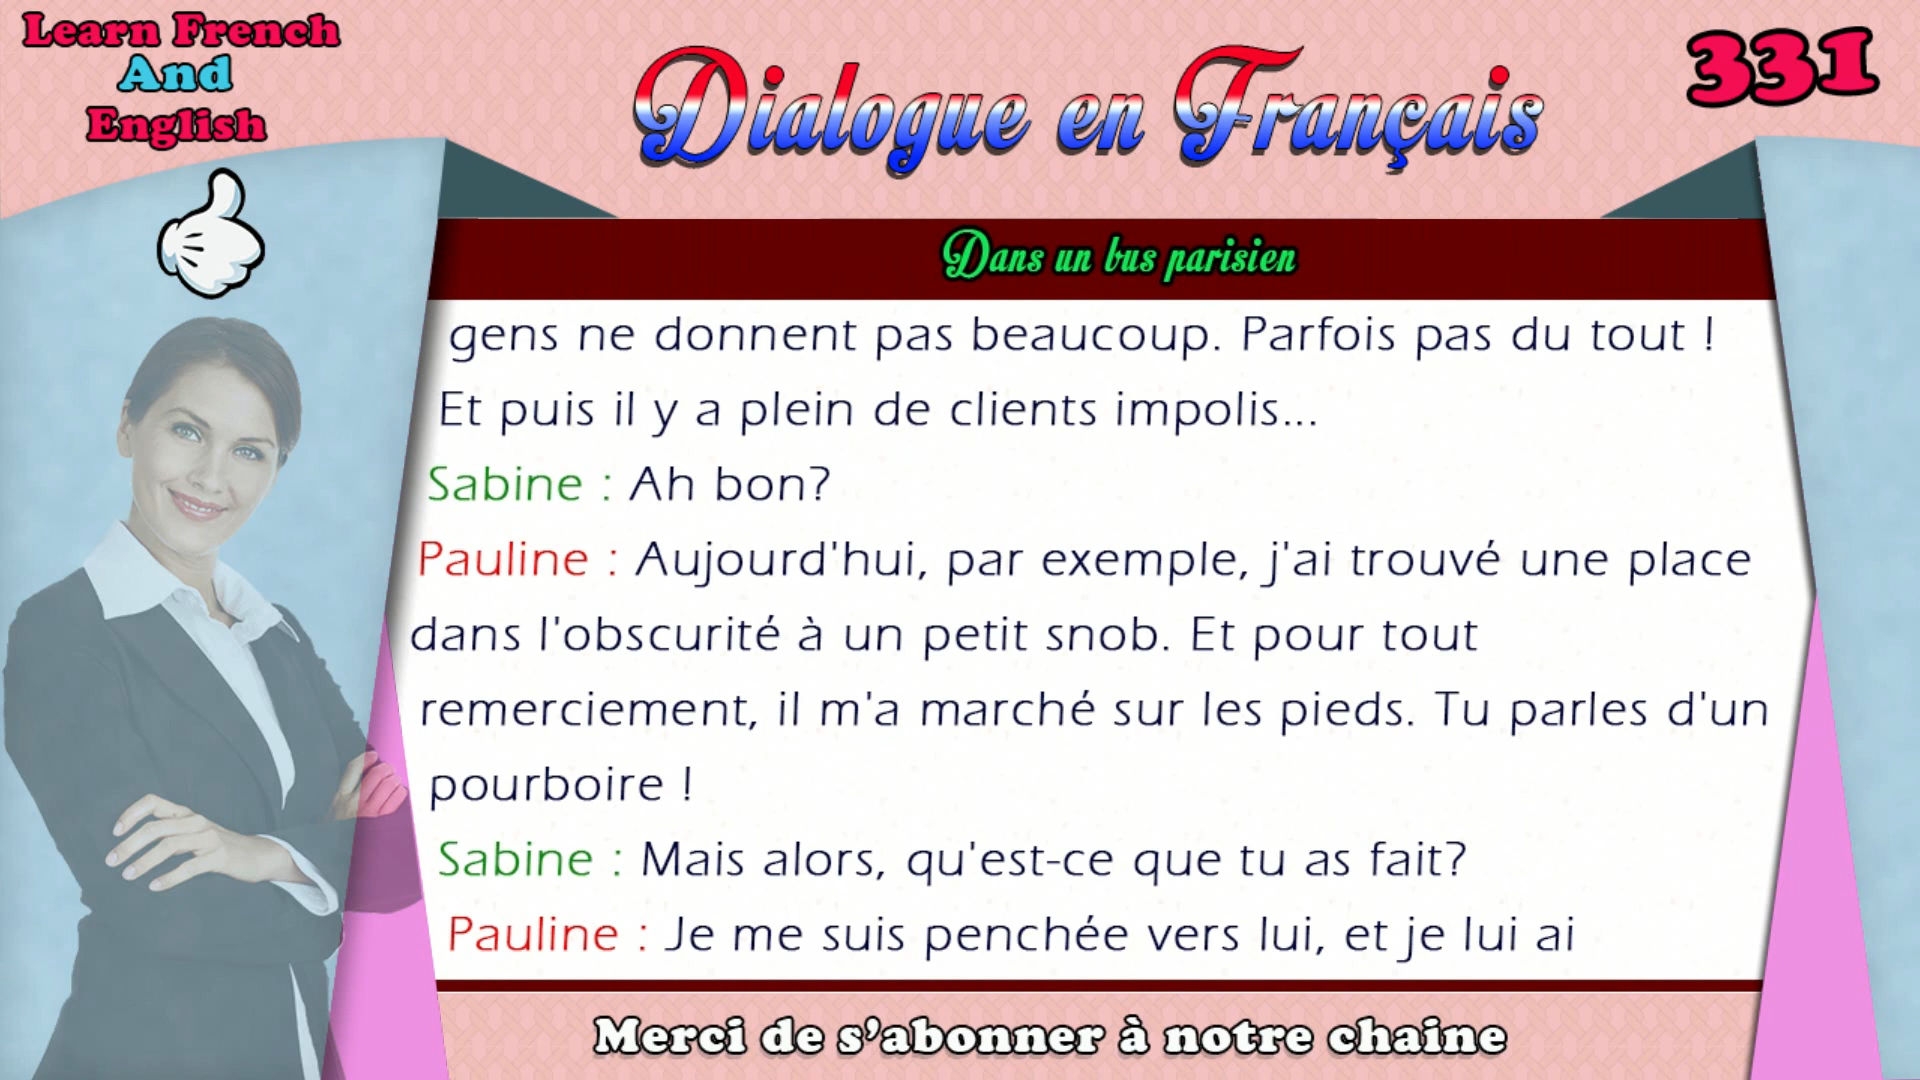 Learn French
And
English
Dialogue en Français
331
Dans un bus parisien
gens ne donnent pas beaucoup. Parfois pas du tout !
Et puis il y a plein de clients impolis...
Sabine : Ah bon?
Pauline : Aujourd'hui, par exemple, j'ai trouvé une place
dans l'obscurité à un petit snob. Et pour tout
remerciement, il m'a marché sur les pieds. Tu parles d'un
pourboire !
Sabine : Mais alors, qu'est-ce que tu as fait?
Pauline : Je me suis penchée vers lui, et je lui ai
Merci de s'abonner à notre chaine